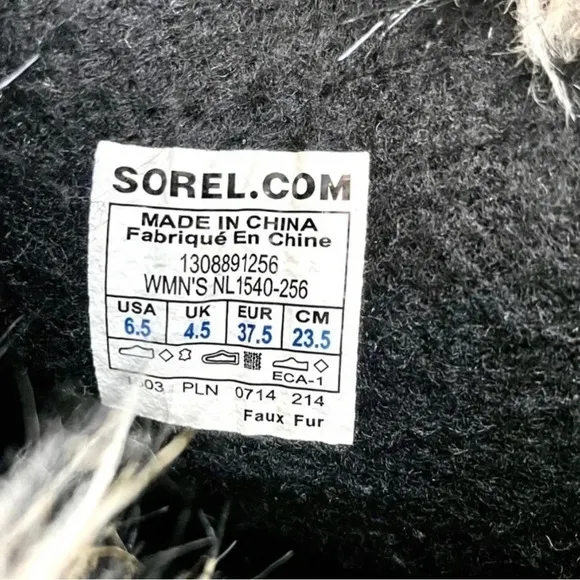 SOREL.COM
MADE IN CHINA
Fabriqué En Chine
1308891256
WMN'S NL1540-256
USA UK EUR CM
6.5 4.5 37.5 23.5
ECA-1
03 PLN 0714 214
Faux Fur